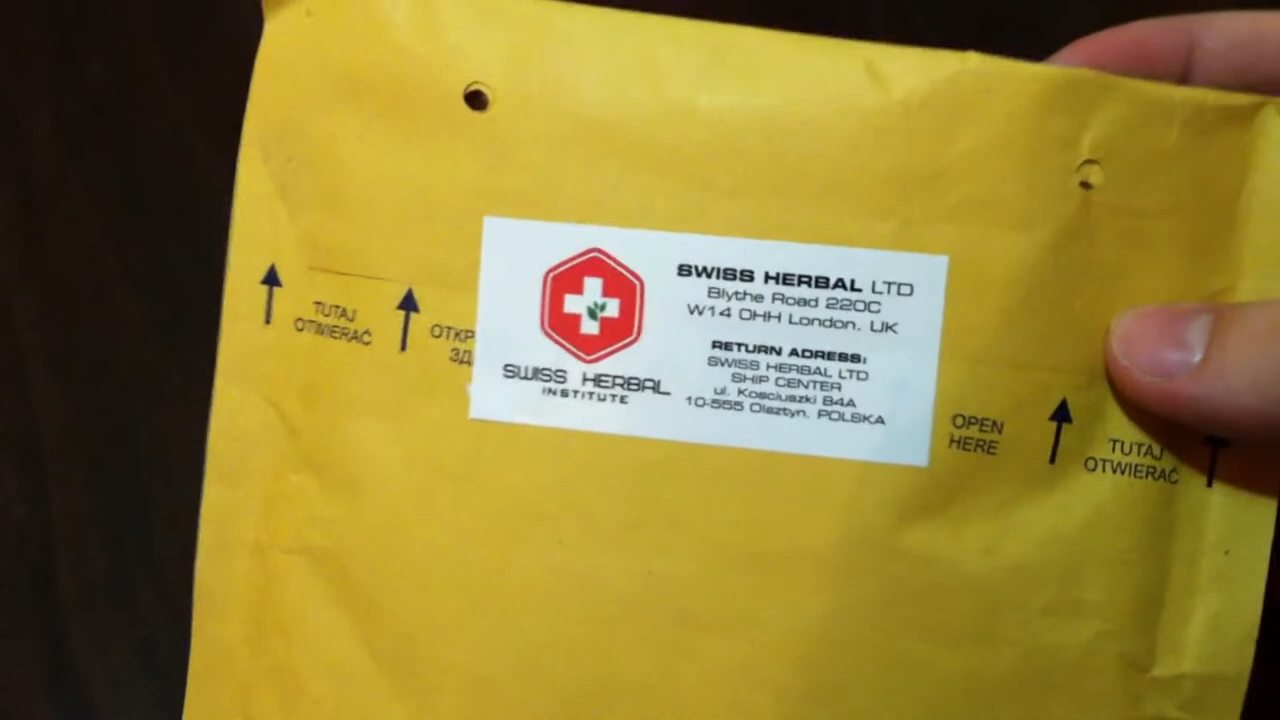 TUTAJ
OTWIERAĆ
ОТКР
ЗД
SWISS HERBAL
INSTITUTE
SWISS HERBAL LTD
Blythe Road 220C
W14 0HH London. UK
RETURN ADRESS:
SWISS HERBAL LTD
SHIP CENTER
ul. Kosciuszki 84A
10-555 Olsztyn. POLSKA
OPEN
HERE
TUTAJ
OTWIERAĆ